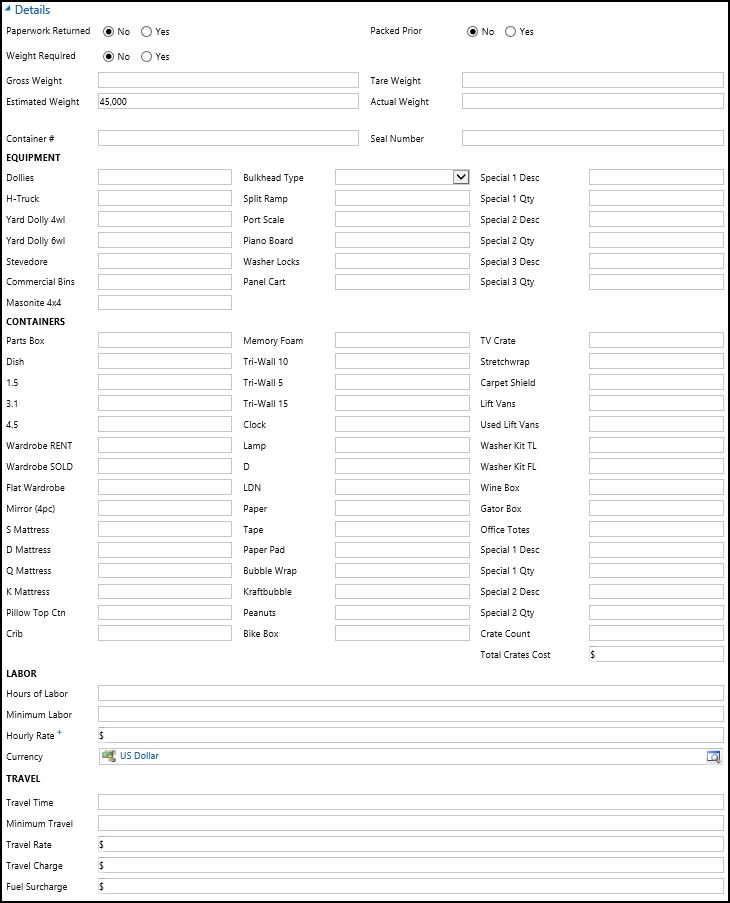 Details
Paperwork Returned No Yes Packed Prior No Yes
Weight Required No Yes
Gross Weight Tare Weight
Estimated Weight 45,000 Actual Weight
Container # Seal Number
EQUIPMENT
Dollies Bulkhead Type Special 1 Desc
H-Truck Split Ramp Special 1 Qty
Yard Dolly 4wl Port Scale Special 2 Desc
Yard Dolly 6wl Piano Board Special 2 Qty
Stevedore Washer Locks Special 3 Desc
Commercial Bins Panel Cart Special 3 Qty
Masonite 4x4
CONTAINERS
Parts Box Memory Foam TV Crate
Dish Tri-Wall 10 Stretchwrap
1.5 Tri-Wall 5 Carpet Shield
3.1 Tri-Wall 15 Lift Vans
4.5 Clock Used Lift Vans
Wardrobe RENT Lamp Washer Kit TL
Wardrobe SOLD D Washer Kit FL
Flat Wardrobe LDN Wine Box
Mirror (4pc) Paper Gator Box
S Mattress Tape Office Totes
D Mattress Paper Pad Special 1 Desc
Q Mattress Bubble Wrap Special 1 Qty
K Mattress Kraftbubble Special 2 Desc
Pillow Top Ctn Peanuts Special 2 Qty
Crib Bike Box Crate Count
Total Crates Cost $
LABOR
Hours of Labor
Minimum Labor
Hourly Rate + $
Currency US Dollar
TRAVEL
Travel Time
Minimum Travel
Travel Rate $
Travel Charge $
Fuel Surcharge $